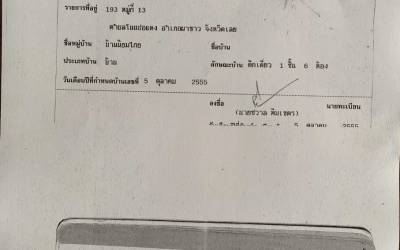 รายการที่อยู่ 193 หมู่ที่ 13
ตำบลโนนปอแดง อำเภอผาขาว จังหวัดเลย
ชื่อหมู่บ้าน บ้านนิยมไทย ชื่อบ้าน
ประเภทบ้าน บ้าน ลักษณะบ้าน ตึกเดี่ยว 1 ชั้น 6 ห้อง
วันเดือนปีที่กำหนดบ้านเลขที่ 5 ตุลาคม 2555
ลงชื่อ นายทะเบียน
5 ตุลาคม 2555